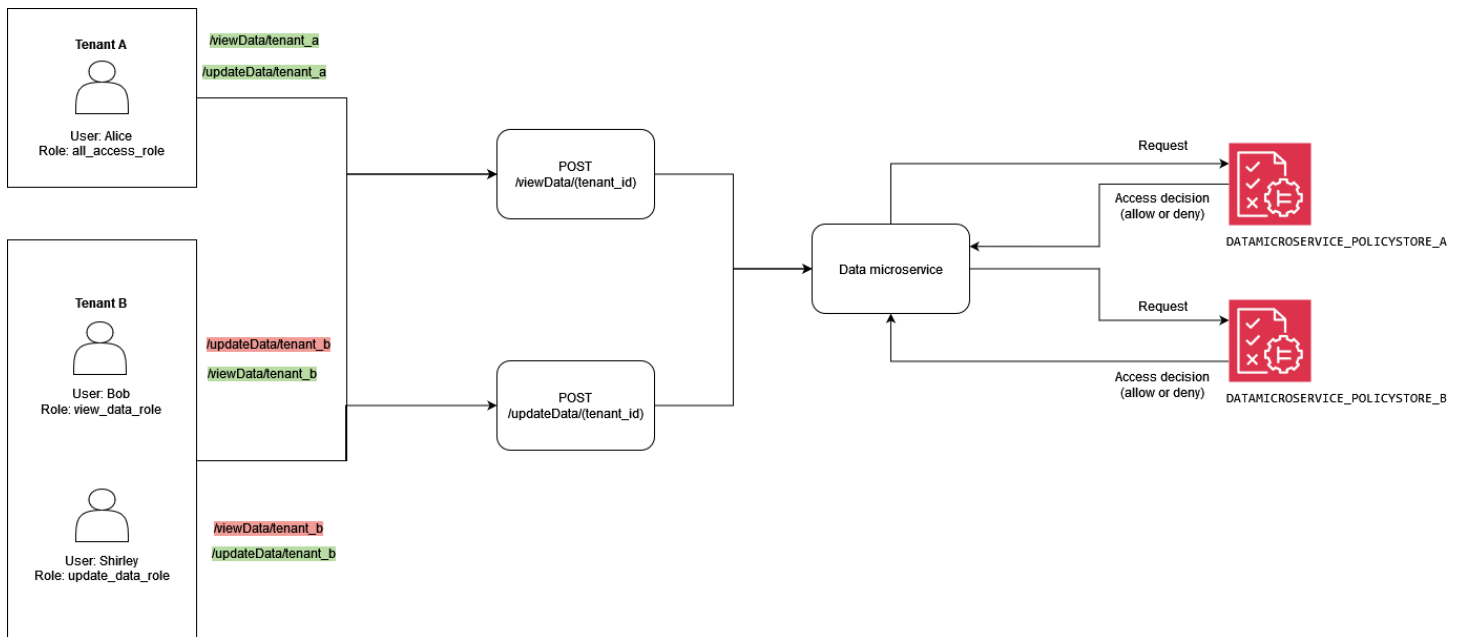 Tenant A
User: Alice
Role: all_access_role
/viewData/tenant_a
/updateData/tenant_a
Tenant B
User: Bob
Role: view_data_role
/updateData/tenant_b
/viewData/tenant_b
User: Shirley
Role: update_data_role
/viewData/tenant_b
/updateData/tenant_b
POST
/viewData/(tenant_id)
POST
/updateData/(tenant_id)
Data microservice
Request
Access decision
(allow or deny)
DATAMICROSERVICE_POLICYSTORE_A
Request
Access decision
(allow or deny)
DATAMICROSERVICE_POLICYSTORE_B